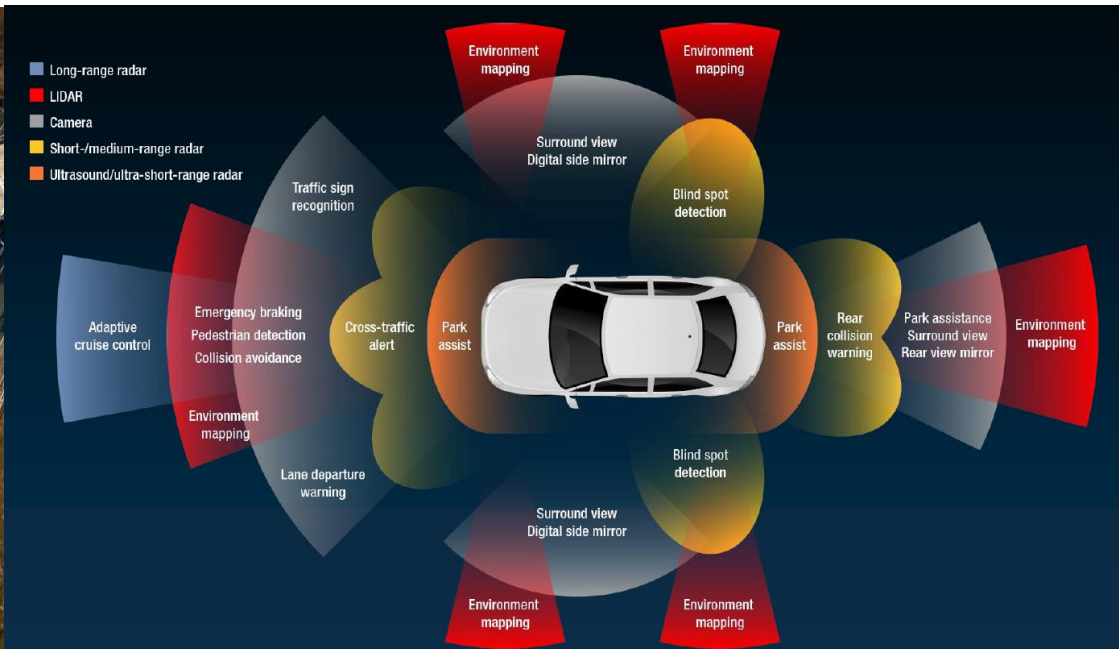 Long-range radar
LIDAR
Camera
Short-/medium-range radar
Ultrasound/ultra-short-range radar
Environment
mapping
Environment
mapping
Surround view
Digital side mirror
Traffic sign
recognition
Blind spot
detection
Adaptive
cruise control
Emergency braking
Pedestrian detection
Collision avoidance
Cross-traffic
alert
Park
assist
Park
assist
Rear
collision
warning
Park assistance
Surround view
Rear view mirror
Environment
mapping
Environment
mapping
Lane departure
warning
Blind spot
detection
Surround view
Digital side mirror
Environment
mapping
Environment
mapping